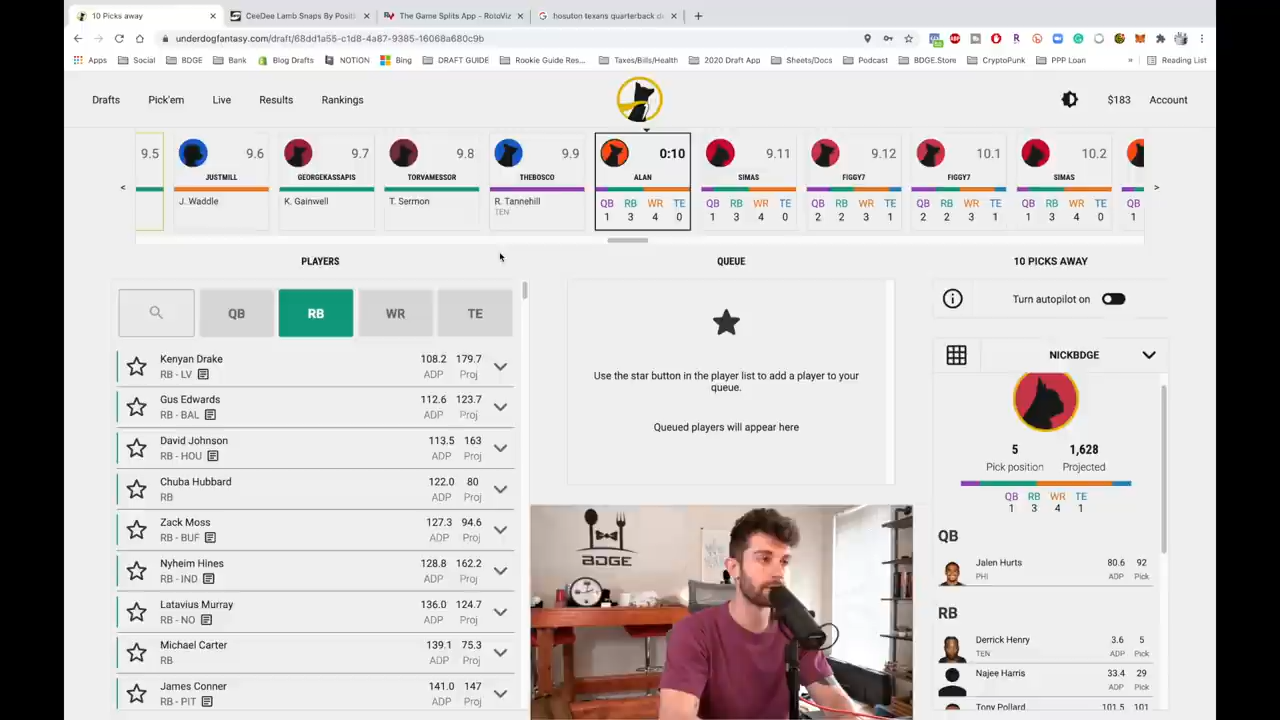 10 Picks away
CeeDee Lamb Snaps By Positi
The Game Splits App - RotoViz
hosuton texans quarterback de
underdogfantasy.com/draft/68dd1a55-c1d8-4a87-9385-16068a680c9b
Apps Social BDGE Bank Blog Drafts NOTION Bing DRAFT GUIDE Rookie Guide Res... Taxes/Bills/Health 2020 Draft App Sheets/Docs Podcast BDGE.Store CryptoPunk PPP Loan » Reading List
Drafts Pick'em Live Results Rankings $183 Account
9.5 9.6 9.7 9.8 9.9 0:10 9.11 9.12 10.1 10.2
JUSTMILL GEORGEKASSAPIS TORVAMESSOR THEBOSCO ALAN SIMAS FIGGY7 FIGGY7 SIMAS
J. Waddle K. Gainwell T. Sermon R. Tannehill QB RB WR TE QB RB WR TE QB RB WR TE QB RB WR TE QB RB WR TE QB
TEN 1 3 4 0 1 3 4 0 2 2 3 1 2 2 3 1 1 3 4 0 1
PLAYERS QUEUE 10 PICKS AWAY
QB RB WR TE
Turn autopilot on
Kenyan Drake 108.2 179.7
RB - LV ADP Proj
Gus Edwards 112.6 123.7
RB - BAL ADP Proj
David Johnson 113.5 163
RB - HOU ADP Proj
Chuba Hubbard 122.0 80
RB ADP Proj
Zack Moss 127.3 94.6
RB - BUF ADP Proj
Nyheim Hines 128.8 162.2
RB - IND ADP Proj
Latavius Murray 136.0 124.7
RB - NO ADP Proj
Michael Carter 139.1 75.3
RB ADP Proj
James Conner 141.0 147
RB - PIT ADP Proj
Use the star button in the player list to add a player to your
queue.
Queued players will appear here
BDGE
NICKBDGE
5 1,628
Pick position Projected
QB RB WR TE
1 3 4 1
QB
Jalen Hurts 80.6 92
PHI ADP Pick
RB
Derrick Henry 3.6 5
TEN ADP Pick
Najee Harris 33.4 29
ADP Pick
Tony Pollard 101.5 101